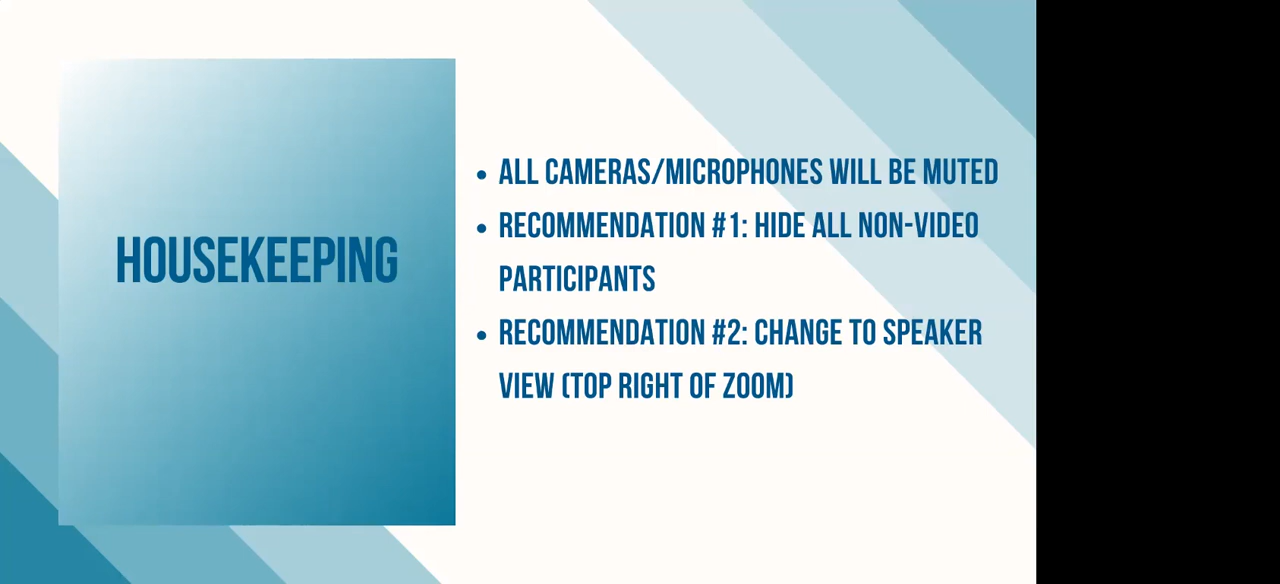 HOUSEKEEPING
• ALL CAMERAS/MICROPHONES WILL BE MUTED
• RECOMMENDATION #1: HIDE ALL NON-VIDEO
PARTICIPANTS
• RECOMMENDATION #2: CHANGE TO SPEAKER
VIEW (TOP RIGHT OF ZOOM)